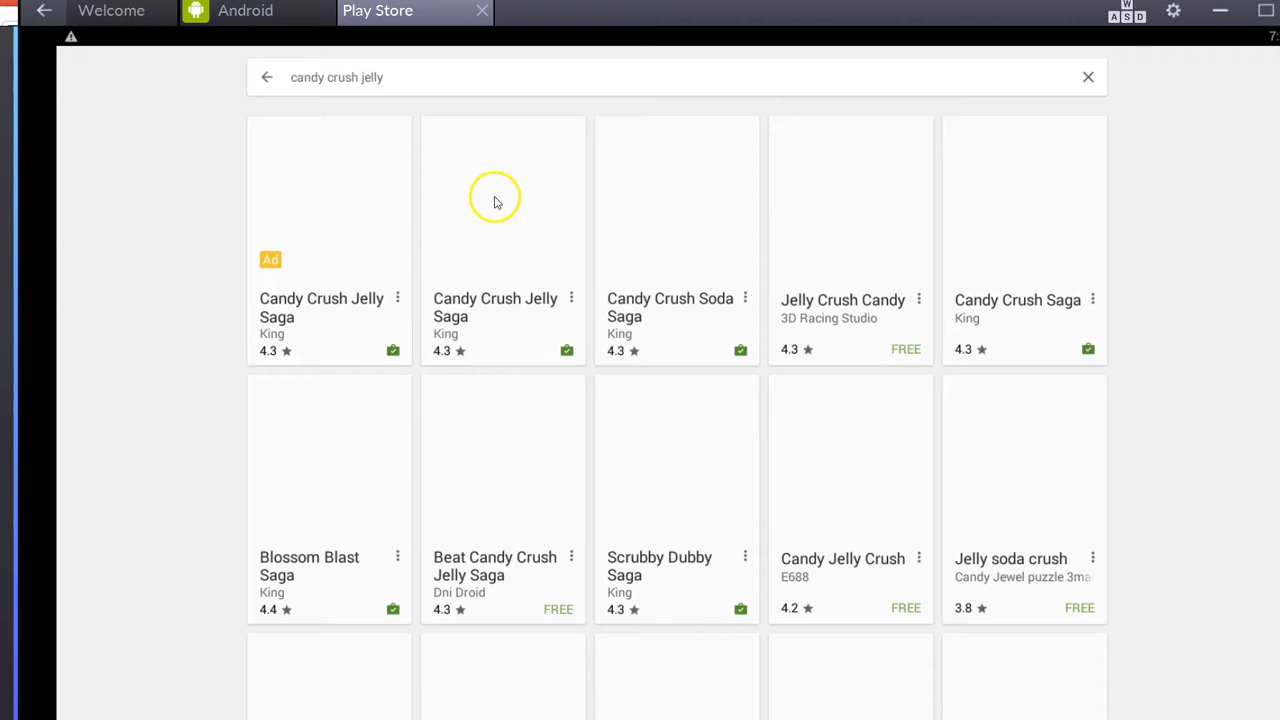 Welcome Android Play Store
W
A S D
7:
candy crush jelly
Ad
Candy Crush Jelly
Saga
King
4.3
Candy Crush Jelly
Saga
King
4.3
Candy Crush Soda
Saga
King
4.3
Jelly Crush Candy
3D Racing Studio
4.3 FREE
Candy Crush Saga
King
4.3
Blossom Blast
Saga
King
4.4
Beat Candy Crush
Jelly Saga
Dni Droid
4.3 FREE
Scrubby Dubby
Saga
King
4.3
Candy Jelly Crush
E688
4.2 FREE
Jelly soda crush
Candy Jewel puzzle 3ma
3.8 FREE